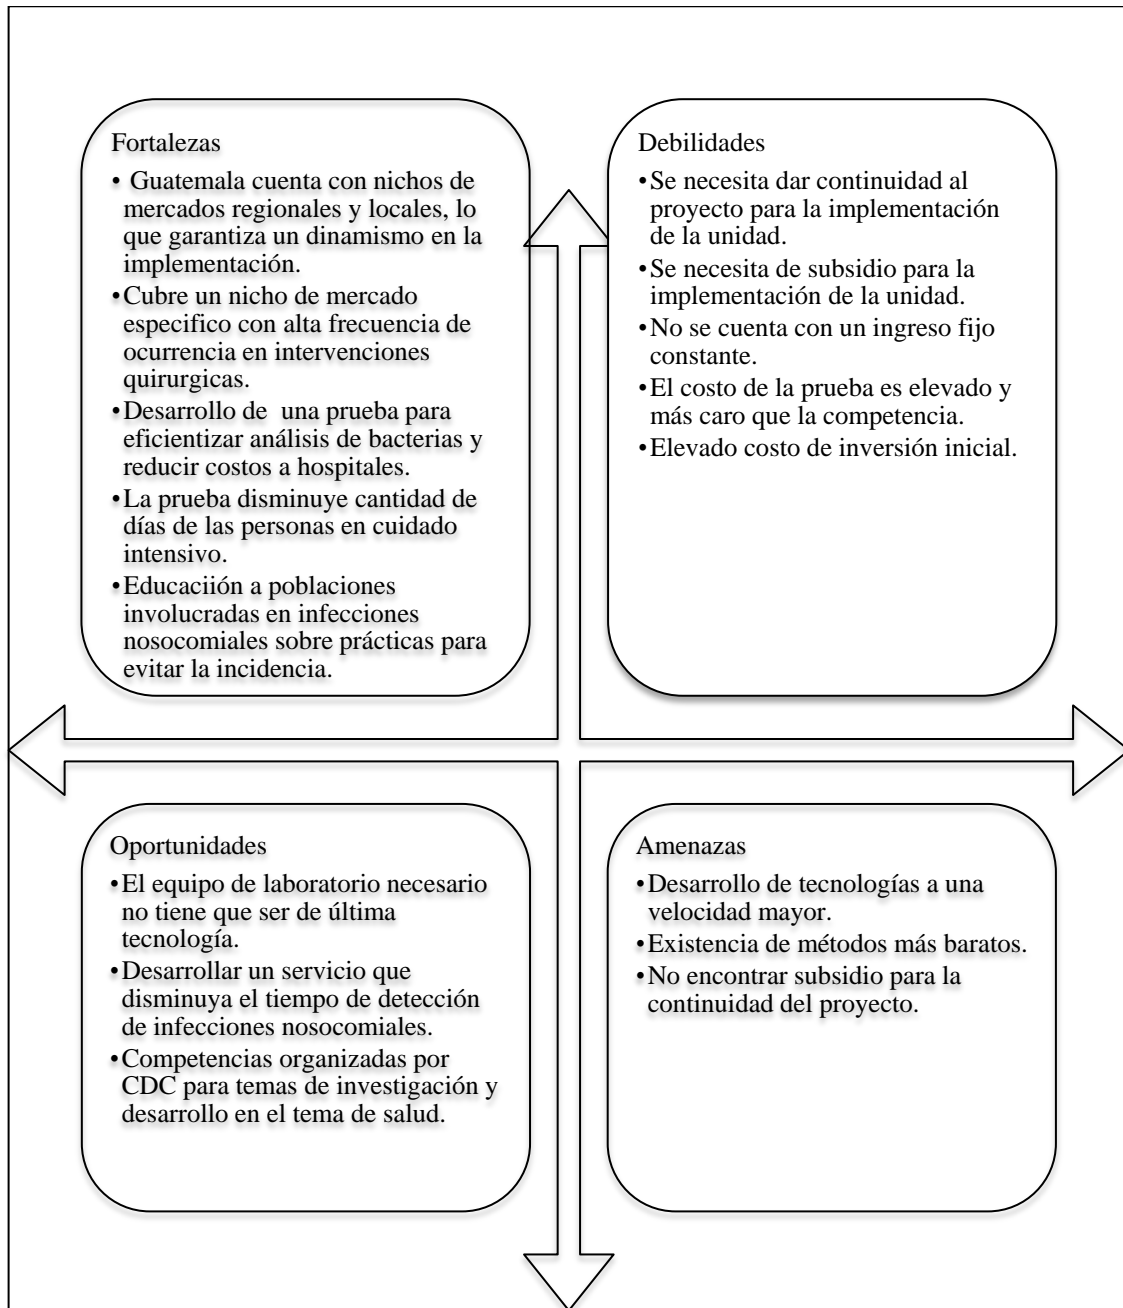 Fortalezas
• Guatemala cuenta con nichos de
mercados regionales y locales, lo
que garantiza un dinamismo en la
implementación.
•Cubre un nicho de mercado
especifico con alta frecuencia de
ocurrencia en intervenciones
quirurgicas.
•Desarrollo de una prueba para
eficientizar análisis de bacterias y
reducir costos a hospitales.
•La prueba disminuye cantidad de
días de las personas en cuidado
intensivo.
•Educaciión a poblaciones
involucradas en infecciones
nosocomiales sobre prácticas para
evitar la incidencia.
Debilidades
•Se necesita dar continuidad al
proyecto para la implementación
de la unidad.
•Se necesita de subsidio para la
implementación de la unidad.
•No se cuenta con un ingreso fijo
constante.
•El costo de la prueba es elevado y
más caro que la competencia.
•Elevado costo de inversión inicial.
Oportunidades
•El equipo de laboratorio necesario
no tiene que ser de última
tecnología.
•Desarrollar un servicio que
disminuya el tiempo de detección
de infecciones nosocomiales.
•Competencias organizadas por
CDC para temas de investigación y
desarrollo en el tema de salud.
Amenazas
•Desarrollo de tecnologías a una
velocidad mayor.
•Existencia de métodos más baratos.
•No encontrar subsidio para la
continuidad del proyecto.